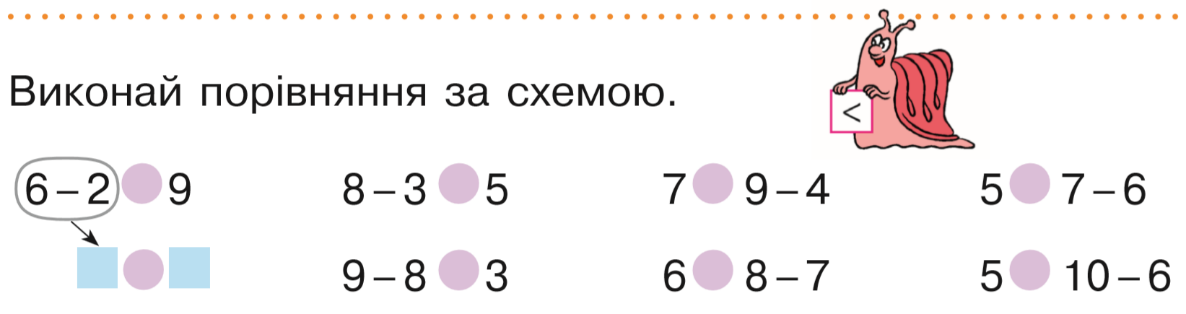 Виконай порівняння за схемою.
<
6 – 2 9 8 – 3 5 7 9 – 4 5 7 – 6
9 – 8 3 6 8 – 7 5 10 – 6